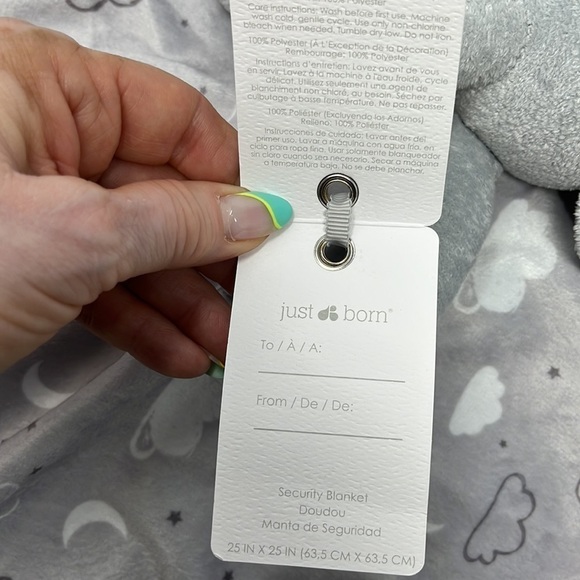 Care Instructions: Wash before first use. Machine
wash cold, gentle cycle. Use only non-chlorine
bleach when needed. Tumble dry low. Do not iron.
100% Polyester (À L'Exception de la Décoration)
Rembourrage: 100% Polyester
Instructions d'entretien: Lavez avant de vous
en servir. Lavez à la machine à l'eau froide, cycle
délicat. Utilisez seulement un agent de
blanchiment non chloré, au besoin. Séchez par
culbutage à basse température. Ne pas repasser.
100% Poliéster (Excluyendo los Adornos)
Relleno: 100% Poliéster
Instrucciones de cuidado: Lavar antes del
primer uso. Lavar a máquina con agua fría, en
ciclo para ropa fina. Usar solamente blanqueador
sin cloro cuando sea necesario. Secar a máquina
a temperatura baja. No se debe planchar.
just born®
To / À / A:
From / De / De:
Security Blanket
Doudou
Manta de Seguridad
25 IN X 25 IN (63,5 CM X 63,5 CM)